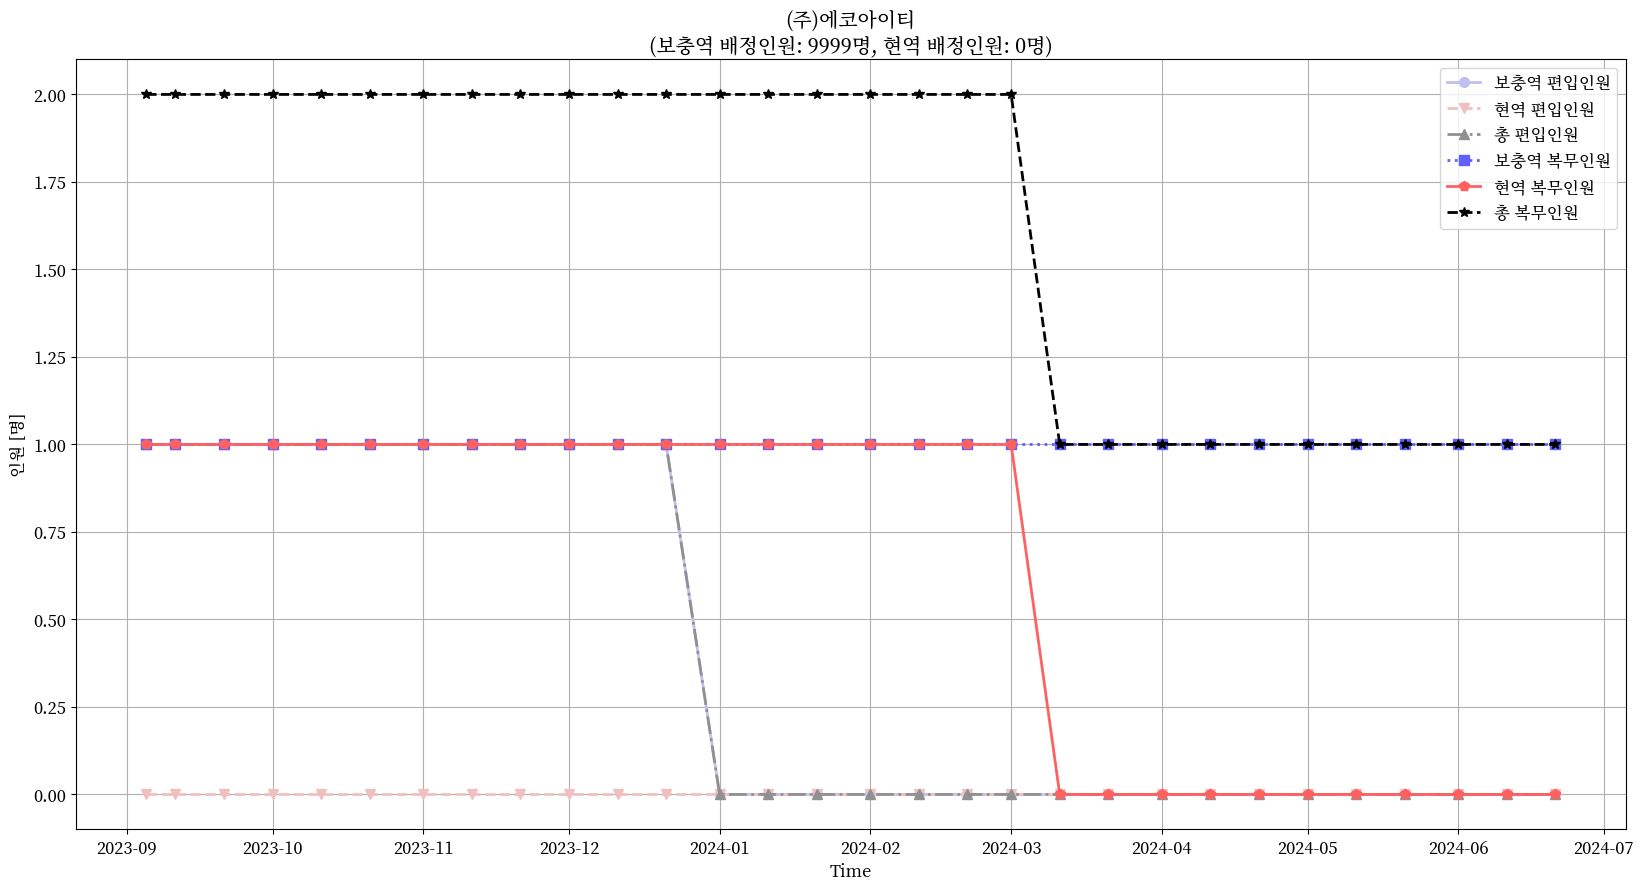 (주)에코아이티
(보충역 배정인원: 9999명, 현역 배정인원: 0명)
보충역 편입인원
현역 편입인원
총 편입인원
보충역 복무인원
현역 복무인원
총 복무인원
인원 [명]
2.00
1.75
1.50
1.25
1.00
0.75
0.50
0.25
0.00
2023-09 2023-10 2023-11 2023-12 2024-01 2024-02 2024-03 2024-04 2024-05 2024-06 2024-07
Time